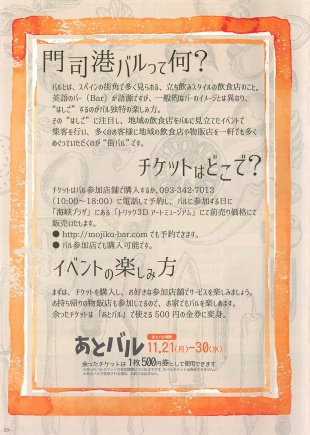 門司港バルって何?
バルとは、スペインの街角で多く見られる、立ち飲みスタイルの飲食店のこと。
英語のバー（Bar）が語源ですが、一般的なバーのイメージとは異なり、
"はしご"するのがバル独特の楽しみ方。
その"はしご"に注目し、地域の飲食店をバルに見立ててイベントで
集客を行い、多くのお客様に地域の飲食店や物販店を一軒でも多く
めぐっていただくのが"街バル"です。
チケットはどこで?
チケットはバル参加店舗で購入するか、093-342-7013
(10:00〜18:00)に電話して予約し、バルに参加する日に
「海峡プラザ」にある「トリック3D アートミュージアム」にて前売り価格にて
販売いたします。
● http://mojiko-bar.com でも予約できます。
● バル参加店でも購入可能です。
イベントの楽しみ方
まずは、チケットを購入し、お好きな参加店舗でサービスを楽しみましょう。
お持ち帰りの物販店も参加してるので、お家でもバルを楽しめます。
余ったチケットは「あとバル」で使える500円の金券に変身。
あとバル
あとバル期間
11.21(月)-30(水)
余ったチケットは1枚500円券として使用できます